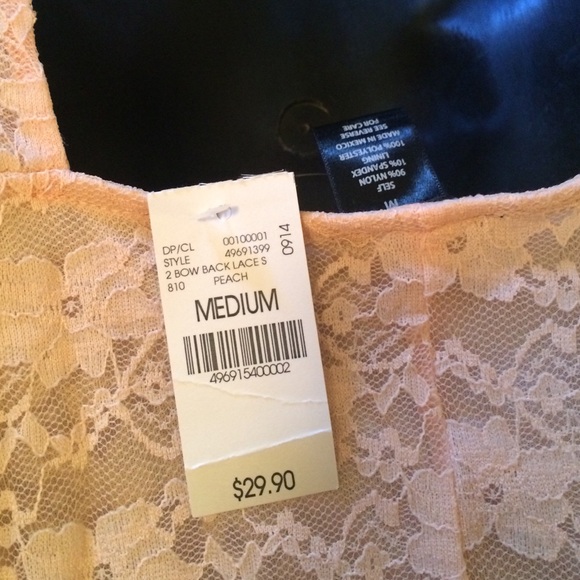 DP/CL 00100001
STYLE 49691399
2 BOW BACK LACE S
810 PEACH
0914
MEDIUM
496915400002
$29.90
M
SELF
90% NYLON
10% SPANDEX
LINING
100% POLYESTER
MADE IN MEXICO
SEE REVERSE
FOR CARE